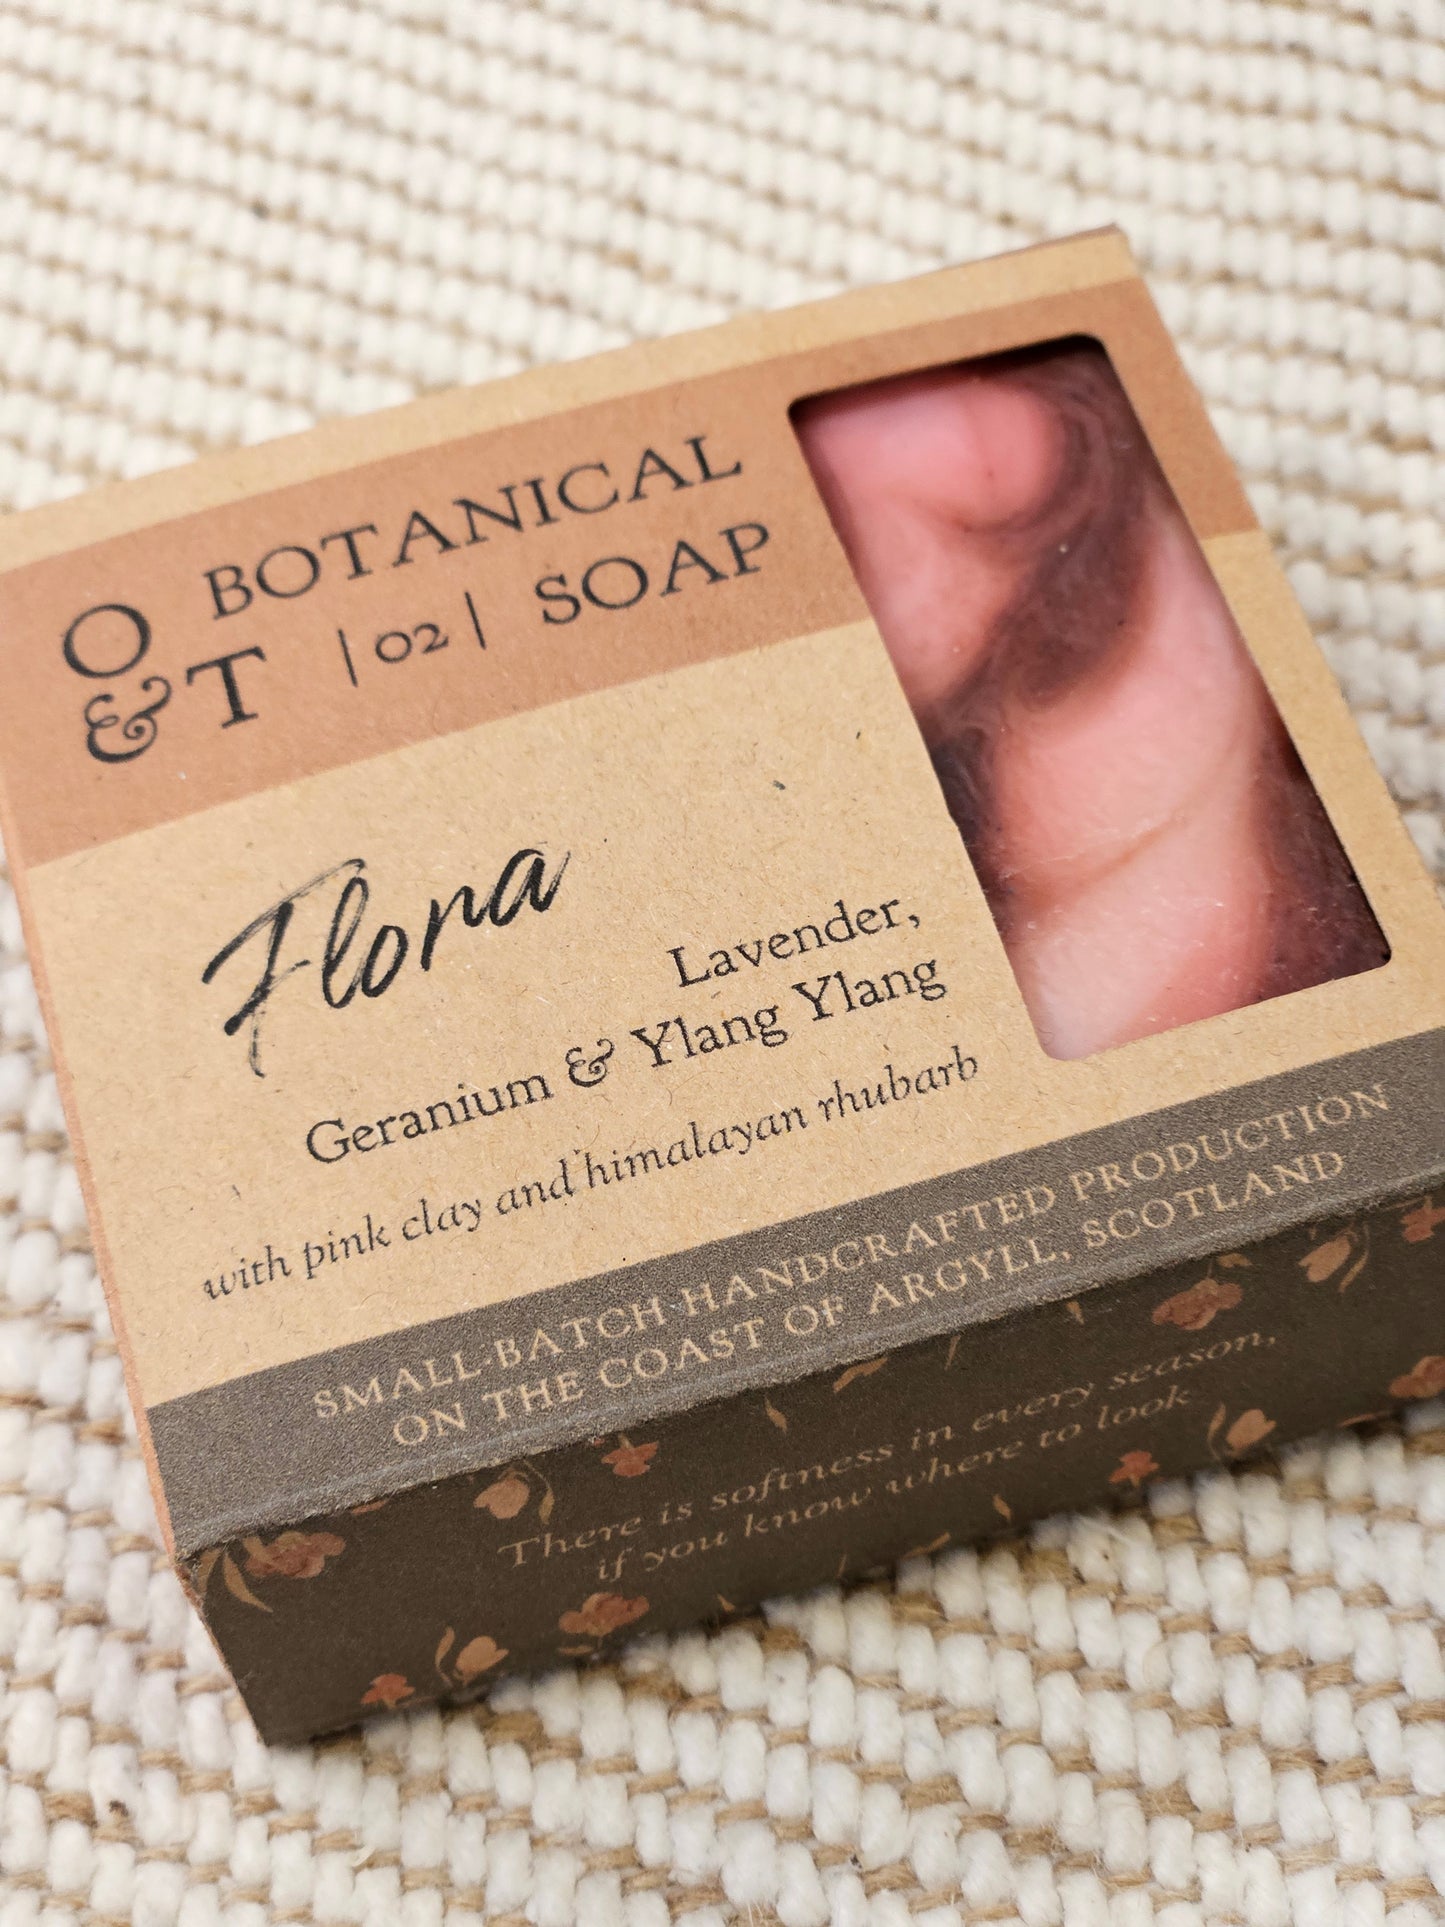 O
&T
BOTANICAL
| 02 | SOAP
Flora
Lavender,
Geranium & Ylang Ylang
with pink clay and himalayan rhubarb
SMALL-BATCH HANDCRAFTED PRODUCTION
ON THE COAST OF ARGYLL, SCOTLAND
There is softness in every season,
if you know where to look